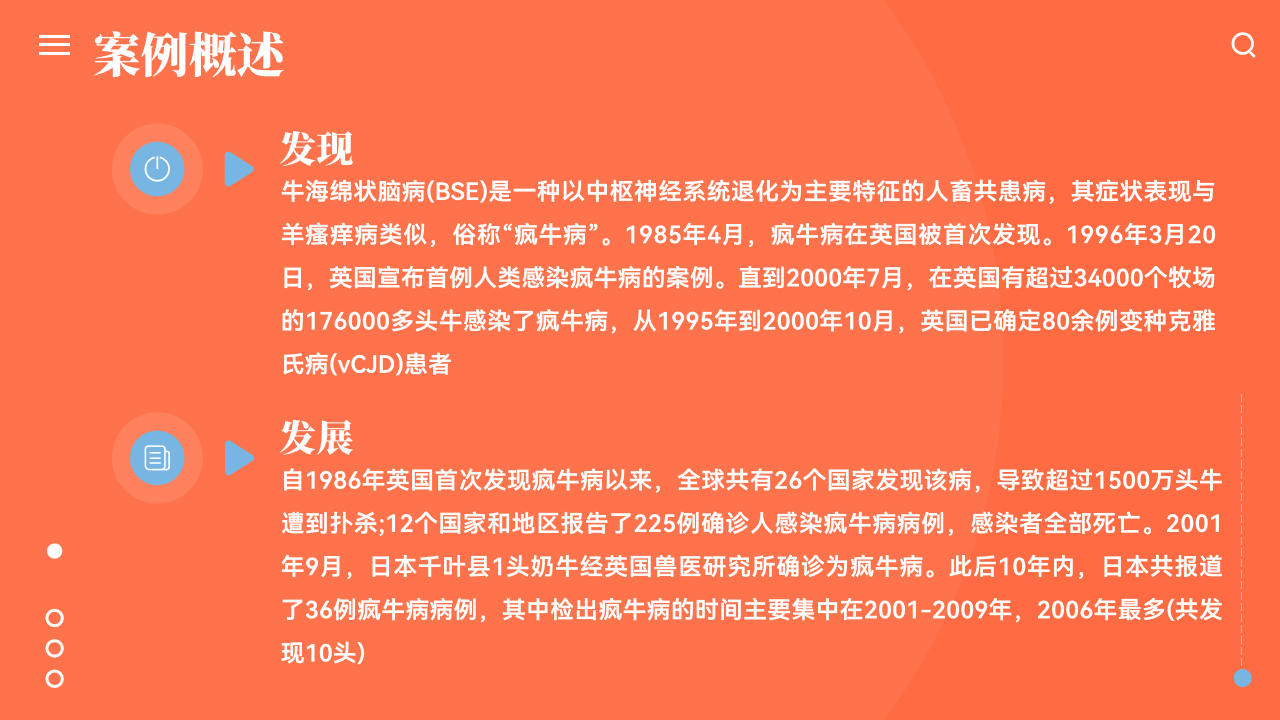 案例概述
发现
牛海绵状脑病(BSE)是一种以中枢神经系统退化为主要特征的人畜共患病，其症状表现与
羊瘙痒病类似，俗称“疯牛病”。1985年4月，疯牛病在英国被首次发现。1996年3月20
日，英国宣布首例人类感染疯牛病的案例。直到2000年7月，在英国有超过34000个牧场
的176000多头牛感染了疯牛病，从1995年到2000年10月，英国已确定80余例变种克雅
氏病(vCJD)患者
发展
自1986年英国首次发现疯牛病以来，全球共有26个国家发现该病，导致超过1500万头牛
遭到扑杀;12个国家和地区报告了225例确诊人感染疯牛病病例，感染者全部死亡。2001
年9月，日本千叶县1头奶牛经英国兽医研究所确诊为疯牛病。此后10年内，日本共报道
了36例疯牛病病例，其中检出疯牛病的时间主要集中在2001-2009年，2006年最多(共发
现10头)